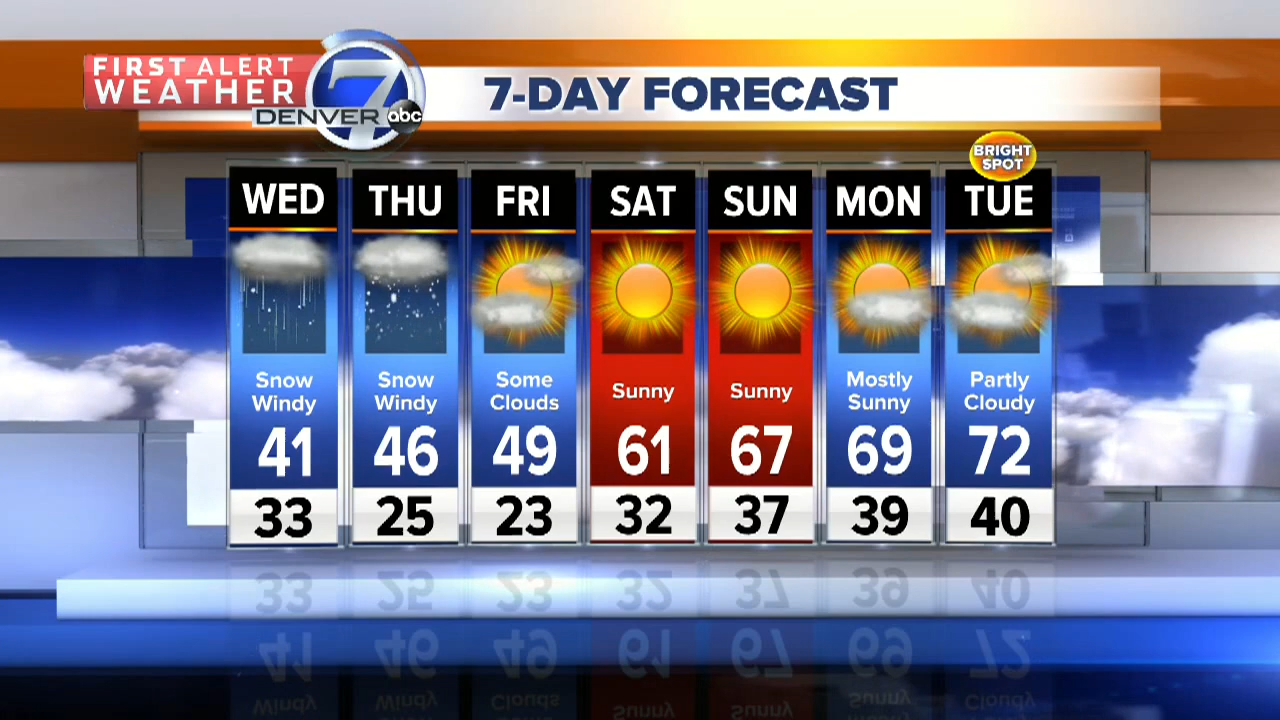 FIRST ALERT
WEATHER
7
DENVER
abc
7-DAY FORECAST
BRIGHT
SPOT
WED THU FRI SAT SUN MON TUE
Snow
Windy
Snow
Windy
Some
Clouds
Sunny
Sunny
Mostly
Sunny
Partly
Cloudy
41 46 49 61 67 69 72
33 25 23 32 37 39 40